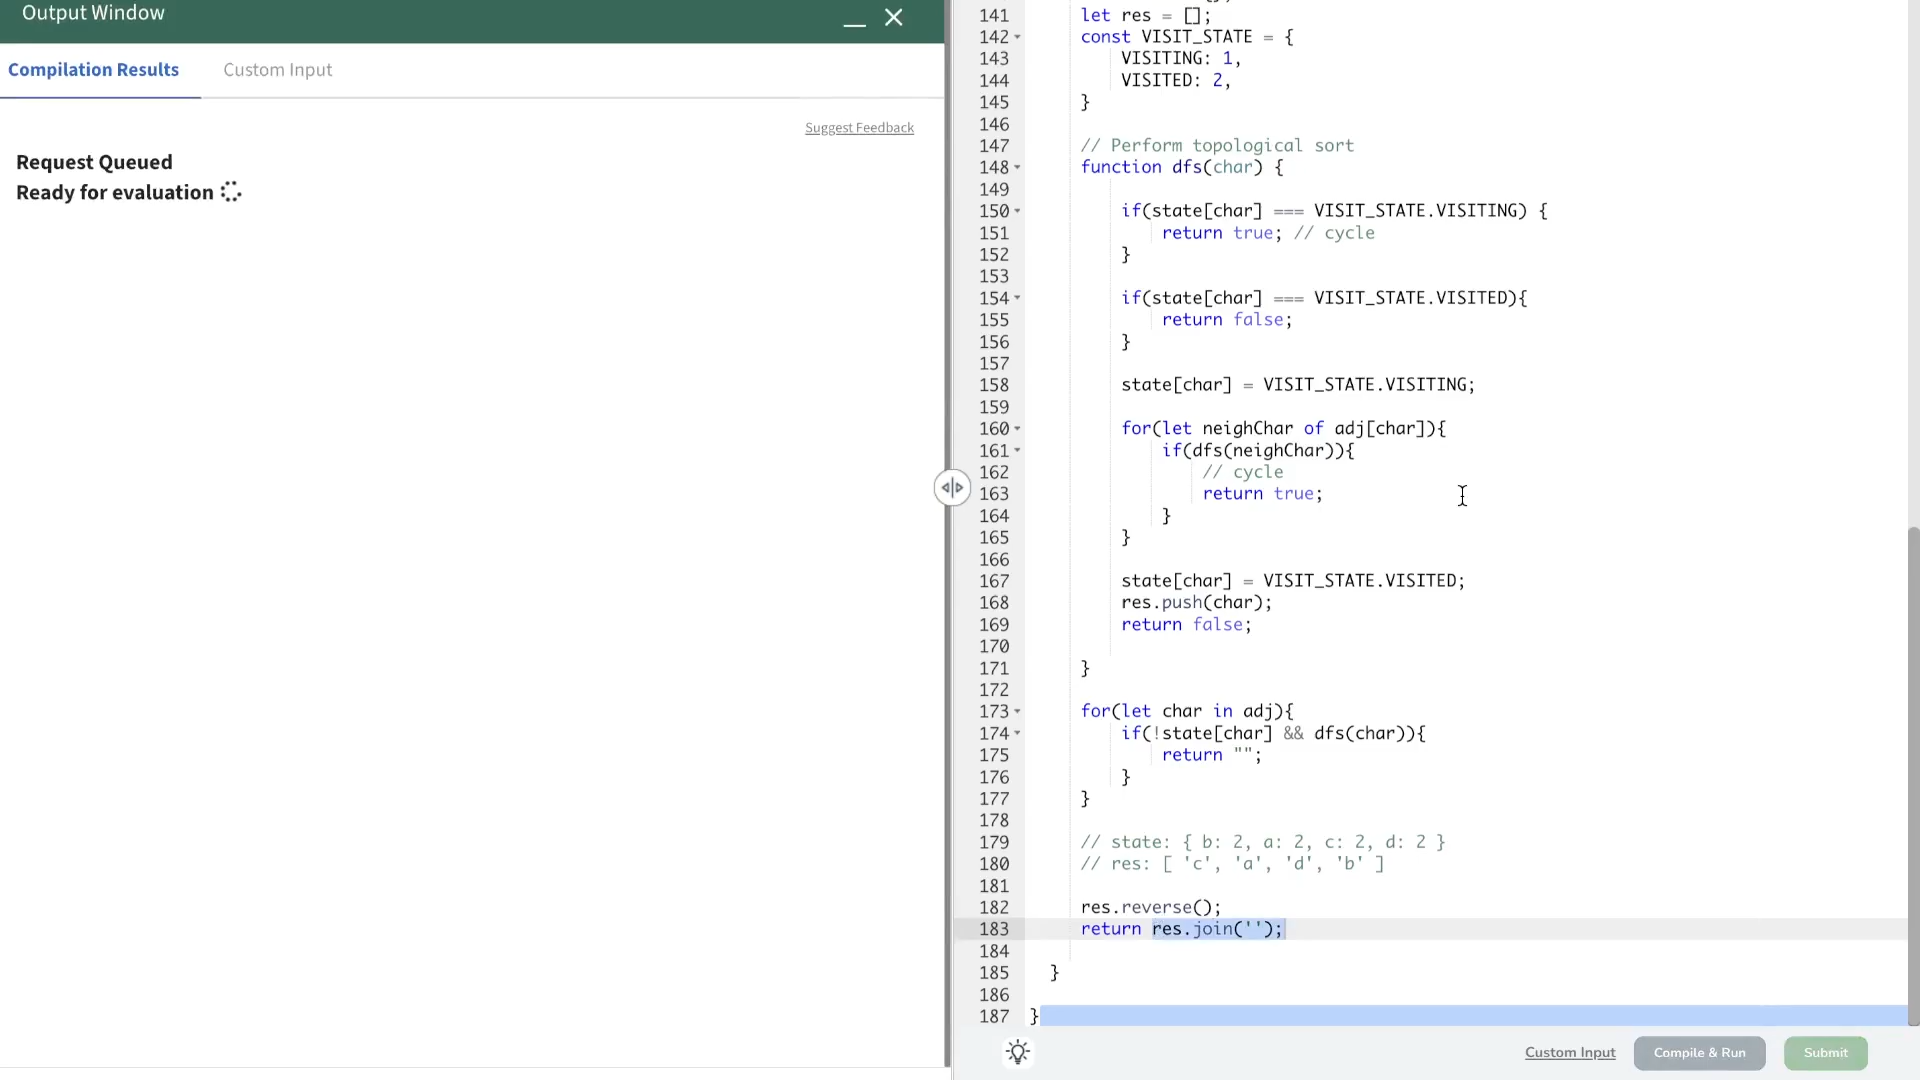 Output Window
Compilation Results
Custom Input
Suggest Feedback
Request Queued
Ready for evaluation
141 let res = [];
142 const VISIT_STATE = {
143 VISITING: 1,
144 VISITED: 2,
145 }
146
147 // Perform topological sort
148 function dfs(char) {
149
150 if(state[char] === VISIT_STATE.VISITING) {
151 return true; // cycle
152 }
153
154 if(state[char] === VISIT_STATE.VISITED){
155 return false;
156 }
157
158 state[char] = VISIT_STATE.VISITING;
159
160 for(let neighChar of adj[char]){
161 if(dfs(neighChar)){
162 // cycle
163 return true;
164 }
165 }
166
167 state[char] = VISIT_STATE.VISITED;
168 res.push(char);
169 return false;
170
171 }
172
173 for(let char in adj){
174 if(!state[char] && dfs(char)){
175 return "";
176 }
177 }
178
179 // state: { b: 2, a: 2, c: 2, d: 2 }
180 // res: [ 'c', 'a', 'd', 'b' ]
181
182 res.reverse();
183 return res.join('');
184
185 }
186
187 }
Custom Input
Compile & Run
Submit